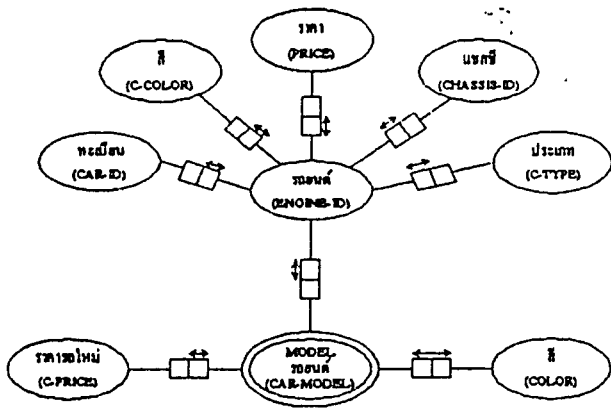 ราคา
(PRICE)
สี
(C-COLOR)
แชซซี
(CHASSIS-ID)
ทะเบียน
(CAR-ID)
รถยนต์
(ENGINE-ID)
ประเภท
(C-TYPE)
ราคารถใหม่
(C-PRICE)
MODEL
รถยนต์
(CAR-MODEL)
สี
(COLOR)